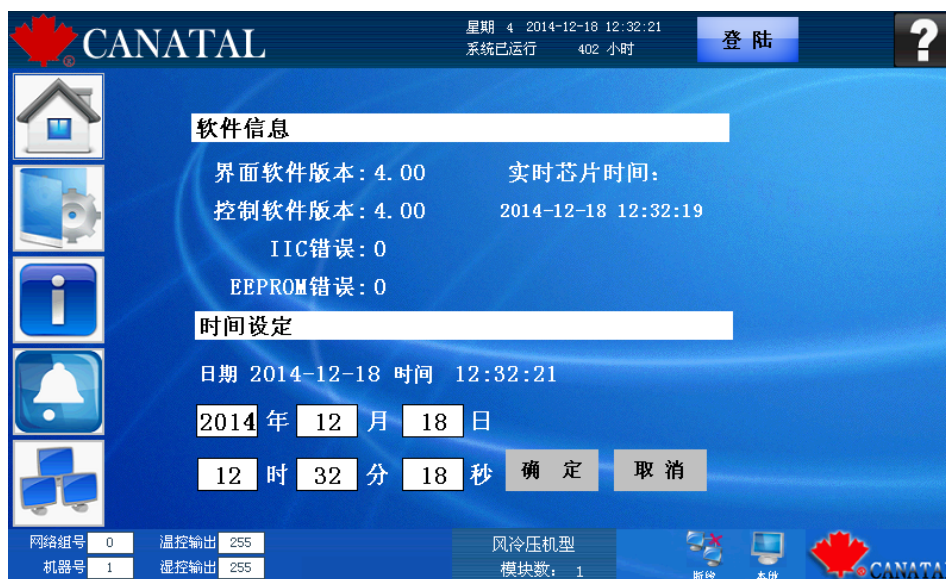 CANATAL
®
星期 4 2014-12-18 12:32:21
系统已运行 402 小时
登 陆
?
软件信息
界面软件版本: 4.00
实时芯片时间:
控制软件版本: 4.00
2014-12-18 12:32:19
IIC错误: 0
EEPROM错误: 0
时间设定
日期 2014-12-18 时间 12:32:21
2014 年 12 月 18 日
12 时 32 分 18 秒 确 定 取 消
网络组号 0 温控输出 255
机器号 1 湿控输出 255
风冷压机型
模块数: 1
®CANATA